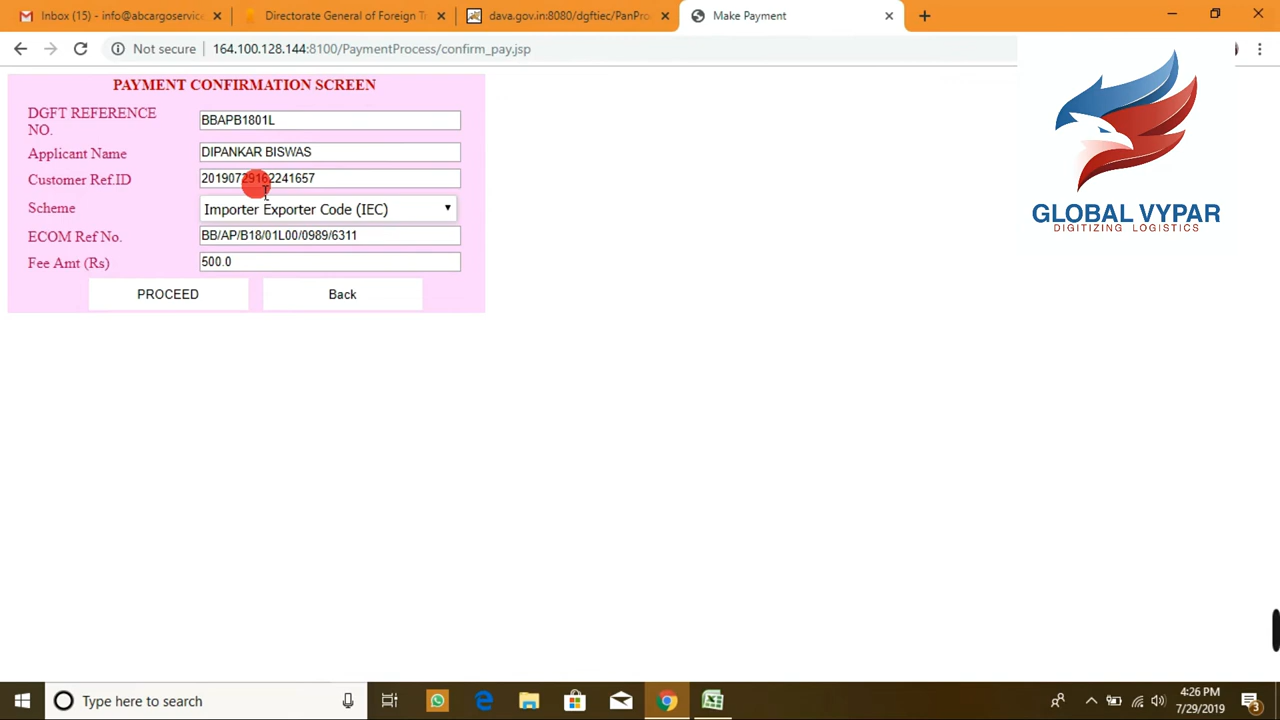 Inbox (15) - info@abcargoservice
Directorate General of Foreign T
dava.gov.in:8080/dgftiec/PanPro
Make Payment
Not secure
164.100.128.144:8100/PaymentProcess/confirm_pay.jsp
PAYMENT CONFIRMATION SCREEN
DGFT REFERENCE NO.
BBAPB1801L
Applicant Name
DIPANKAR BISWAS
Customer Ref.ID
20190729162241657
Scheme
Importer Exporter Code (IEC)
ECOM Ref No.
BB/AP/B18/01L00/0989/6311
Fee Amt (Rs)
500.0
PROCEED
Back
GLOBAL VYPAR
DIGITIZING LOGISTICS
Type here to search
4:26 PM
7/29/2019
3